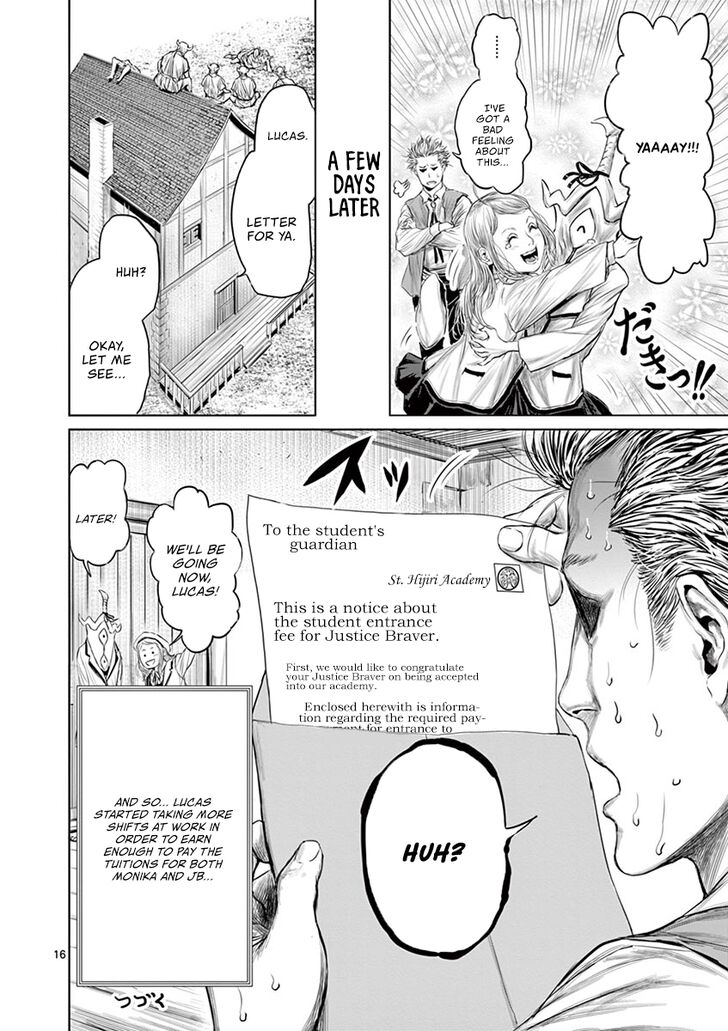 YAAAAY!!!
......
I'VE
GOT A
BAD
FEELING
ABOUT
THIS...
だきっ!!
A FEW
DAYS
LATER
LUCAS.
LETTER
FOR YA.
HUH?
OKAY,
LET ME
SEE...
スッ
To the student's
guardian
St. Hijiri Academy
This is a notice about
the student entrance
fee for Justice Braver.
First, we would like to congratulate
your Justice Braver on being accepted
into our academy.
Enclosed herewith is informa-
tion regarding the required pay-
ment for entrance to
WE'LL BE
GOING
NOW,
LUCAS!
LATER!
HUH?
AND SO... LUCAS
STARTED TAKING MORE
SHIFTS AT WORK IN
ORDER TO EARN
ENOUGH TO PAY THE
TUITIONS FOR BOTH
MONIKA AND JB...
つづく
16